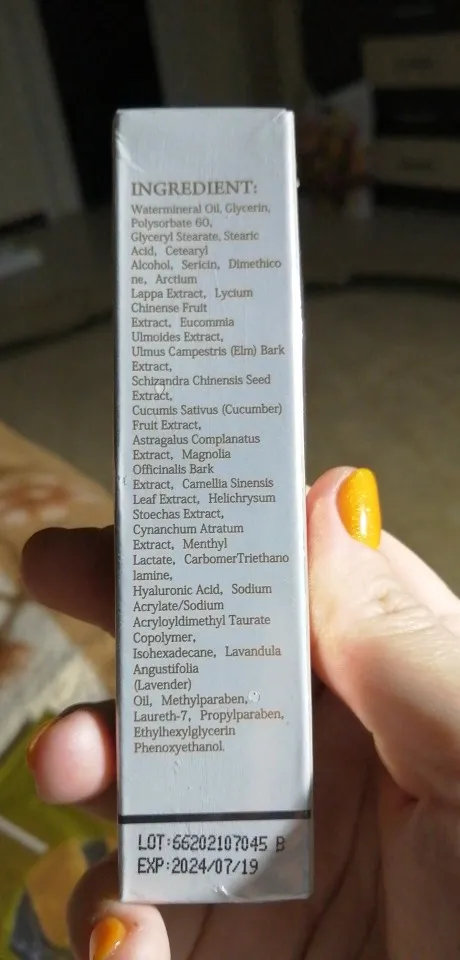 INGREDIENT:
Watermineral Oil, Glycerin,
Polysorbate 60,
Glyceryl Stearate, Stearic
Acid, Cetearyl
Alcohol, Sericin, Dimethico
ne, Arctium
Lappa Extract, Lycium
Chinense Fruit
Extract, Eucommia
Ulmoides Extract,
Ulmus Campestris (Elm) Bark
Extract,
Schizandra Chinensis Seed
Extract,
Cucumis Sativus (Cucumber)
Fruit Extract,
Astragalus Complanatus
Extract, Magnolia
Officinalis Bark
Extract, Camellia Sinensis
Leaf Extract, Helichrysum
Stoechas Extract,
Cynanchum Atratum
Extract, Menthyl
Lactate, CarbomerTriethano
lamine,
Hyaluronic Acid, Sodium
Acrylate/Sodium
Acryloyldimethyl Taurate
Copolymer,
Isohexadecane, Lavandula
Angustifolia
(Lavender)
Oil, Methylparaben,
Laureth-7, Propylparaben,
Ethylhexylglycerin
Phenoxyethanol.
LOT:66202107045 B
EXP:2024/07/19